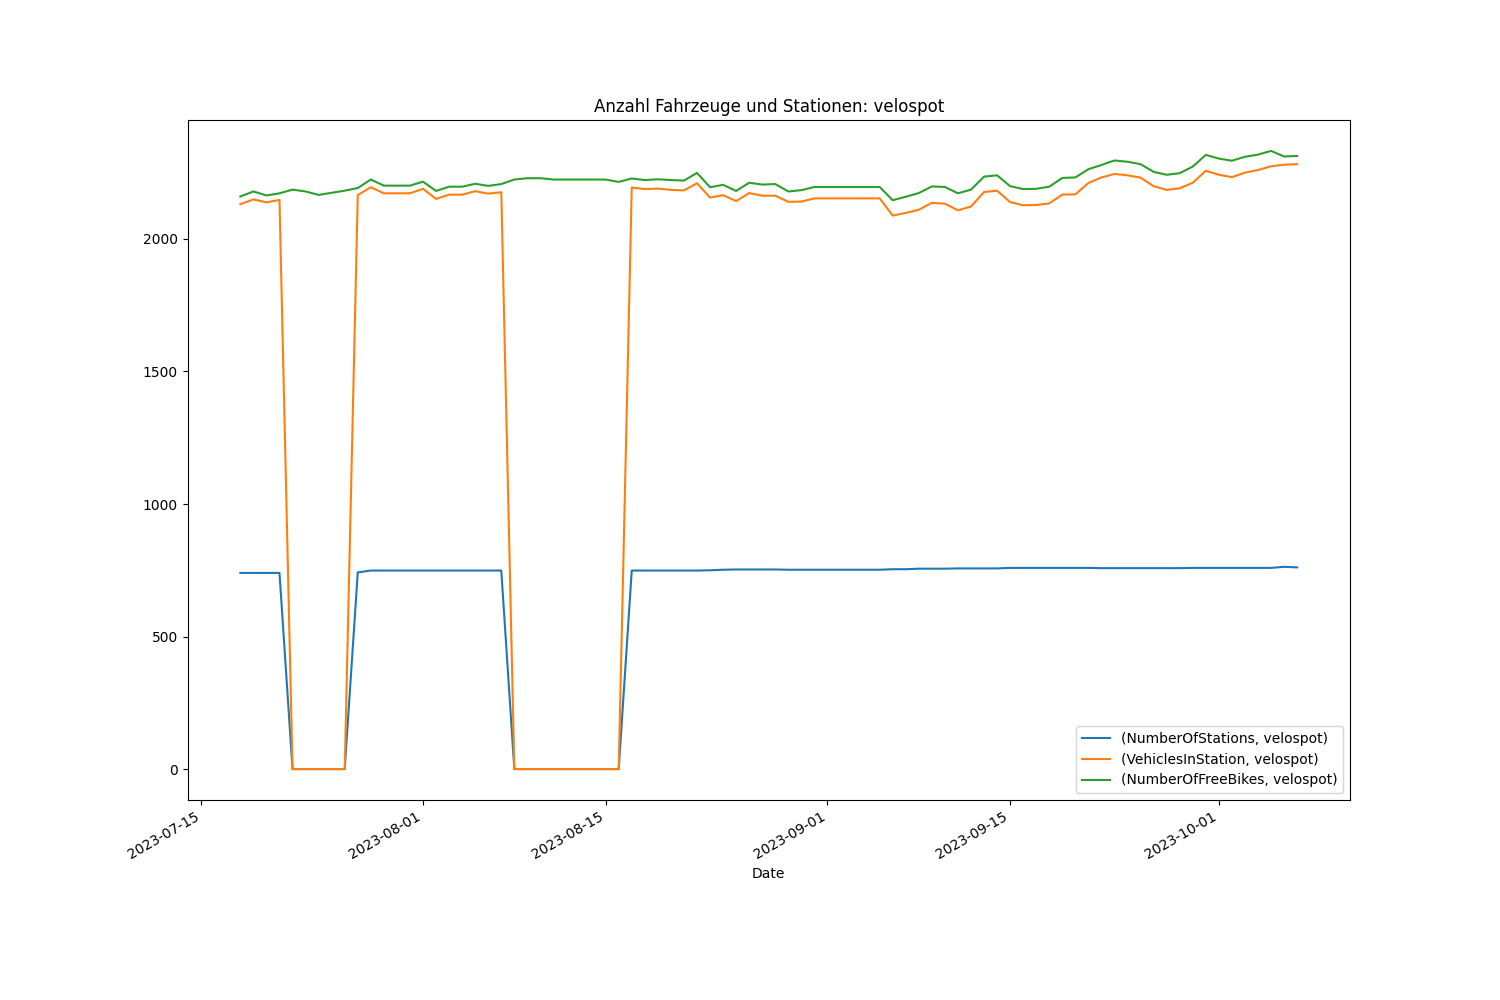 Anzahl Fahrzeuge und Stationen: velospot
2000
1500
1000
500
0
(NumberOfStations, velospot)
(VehiclesInStation, velospot)
(NumberOfFreeBikes, velospot)
2023-07-15
2023-08-01
2023-08-15
2023-09-01
2023-09-15
2023-10-01
Date